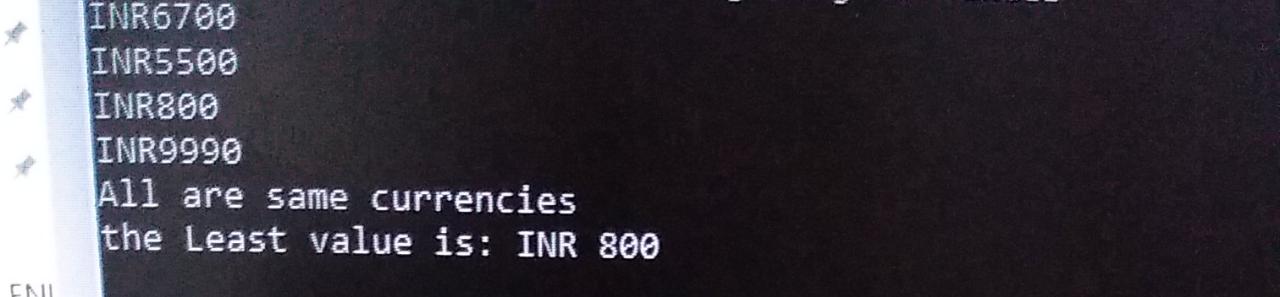 INR6700
INR5500
INR800
INR9990
All are same currencies
the Least value is: INR 800